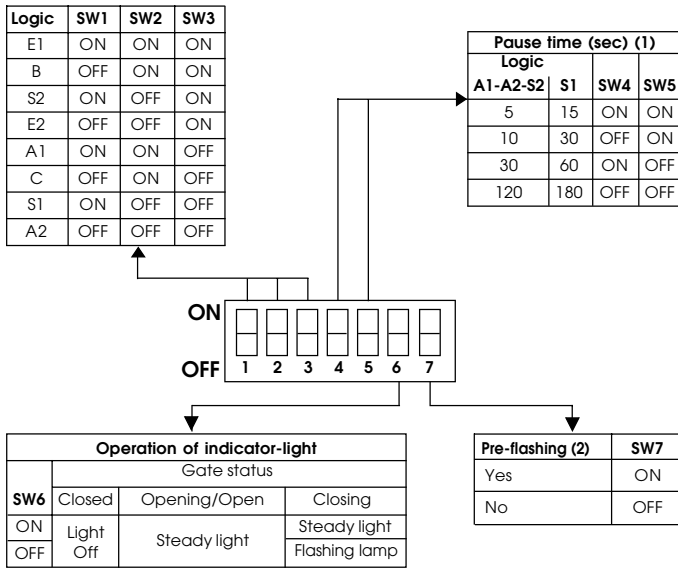 Logic SW1 SW2 SW3
E1 ON ON ON
B OFF ON ON
S2 ON OFF ON
E2 OFF OFF ON
A1 ON ON OFF
C OFF ON OFF
S1 ON OFF OFF
A2 OFF OFF OFF
Pause time (sec) (1)
Logic
A1-A2-S2 S1 SW4 SW5
5 15 ON ON
10 30 OFF ON
30 60 ON OFF
120 180 OFF OFF
ON
OFF 1 2 3 4 5 6 7
Operation of indicator-light
Gate status
SW6 Closed Opening/Open Closing
ON Light Off Steady light Steady light
OFF Flashing lamp
Pre-flashing (2) SW7
Yes ON
No OFF